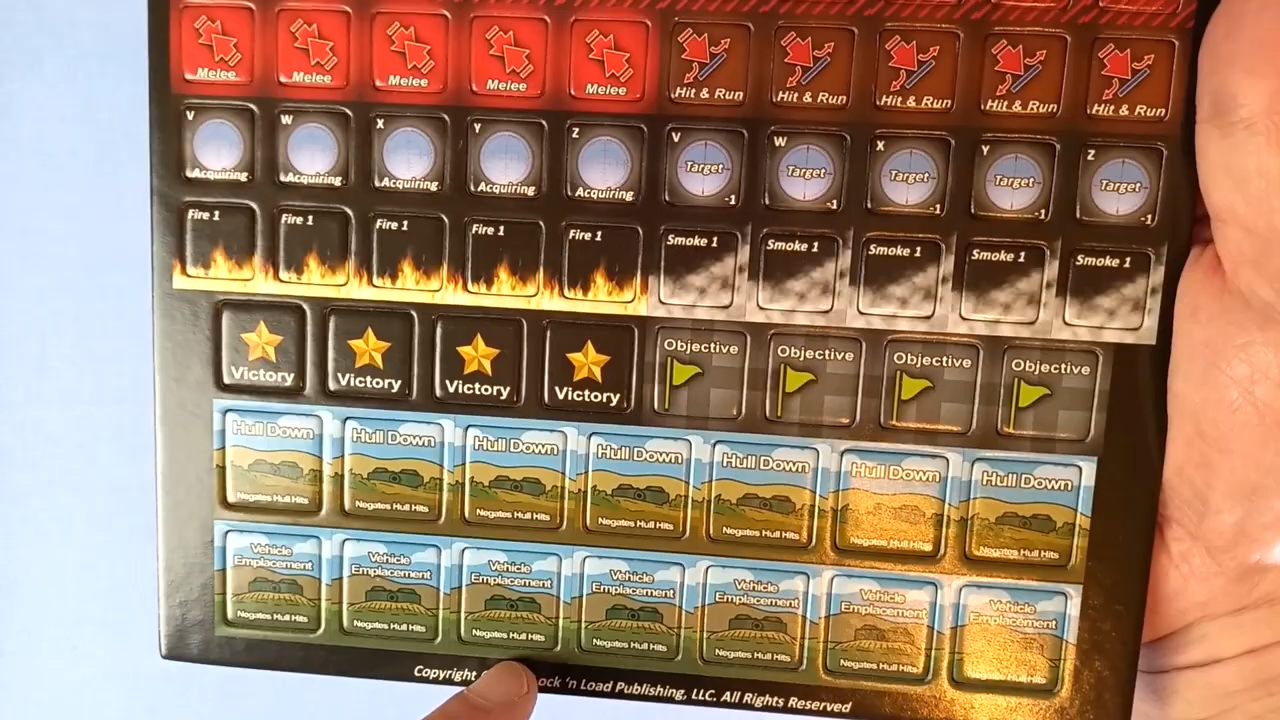 Melee Melee Melee Melee Melee Hit & Run Hit & Run Hit & Run Hit & Run Hit & Run
V W X Y Z V W X Y Z
Acquiring Acquiring Acquiring Acquiring Acquiring Target Target Target Target Target
-1 -1 -1 -1 -1
Fire 1 Fire 1 Fire 1 Fire 1 Fire 1 Smoke 1 Smoke 1 Smoke 1 Smoke 1 Smoke 1
Victory Victory Victory Victory Objective Objective Objective Objective
Hull Down Hull Down Hull Down Hull Down Hull Down Hull Down Hull Down
Negates Hull Hits Negates Hull Hits Negates Hull Hits Negates Hull Hits Negates Hull Hits Negates Hull Hits Negates Hull Hits
Vehicle Vehicle Vehicle Vehicle Vehicle Vehicle Vehicle
Emplacement Emplacement Emplacement Emplacement Emplacement Emplacement Emplacement
Negates Hull Hits Negates Hull Hits Negates Hull Hits Negates Hull Hits Negates Hull Hits Negates Hull Hits Negates Hull Hits
Copyright ock 'n Load Publishing, LLC. All Rights Reserved